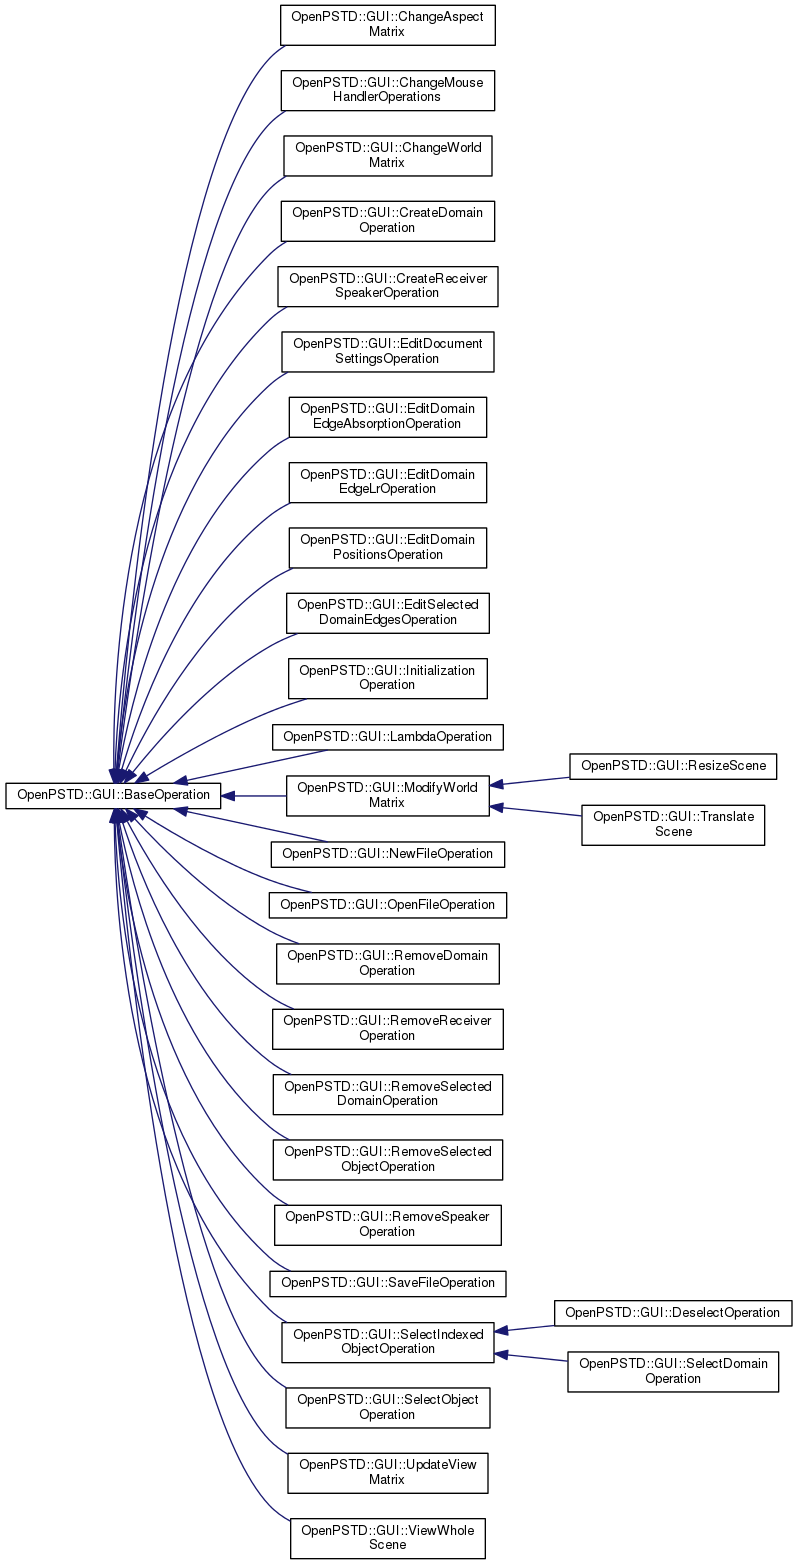 OpenPSTD::GUI::ChangeAspect
Matrix
OpenPSTD::GUI::ChangeMouse
HandlerOperations
OpenPSTD::GUI::ChangeWorld
Matrix
OpenPSTD::GUI::CreateDomain
Operation
OpenPSTD::GUI::CreateReceiver
SpeakerOperation
OpenPSTD::GUI::EditDocument
SettingsOperation
OpenPSTD::GUI::EditDomain
EdgeAbsorptionOperation
OpenPSTD::GUI::EditDomain
EdgeLrOperation
OpenPSTD::GUI::EditDomain
PositionsOperation
OpenPSTD::GUI::EditSelected
DomainEdgesOperation
OpenPSTD::GUI::Initialization
Operation
OpenPSTD::GUI::LambdaOperation
OpenPSTD::GUI::BaseOperation
OpenPSTD::GUI::ModifyWorld
Matrix
OpenPSTD::GUI::ResizeScene
OpenPSTD::GUI::Translate
Scene
OpenPSTD::GUI::NewFileOperation
OpenPSTD::GUI::OpenFileOperation
OpenPSTD::GUI::RemoveDomain
Operation
OpenPSTD::GUI::RemoveReceiver
Operation
OpenPSTD::GUI::RemoveSelected
DomainOperation
OpenPSTD::GUI::RemoveSelected
ObjectOperation
OpenPSTD::GUI::RemoveSpeaker
Operation
OpenPSTD::GUI::SaveFileOperation
OpenPSTD::GUI::SelectIndexed
ObjectOperation
OpenPSTD::GUI::DeselectOperation
OpenPSTD::GUI::SelectDomain
Operation
OpenPSTD::GUI::SelectObject
Operation
OpenPSTD::GUI::UpdateView
Matrix
OpenPSTD::GUI::ViewWhole
Scene